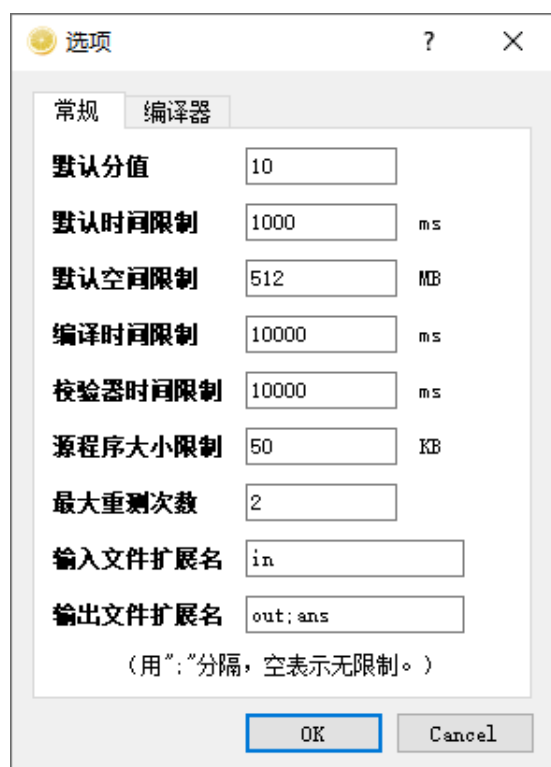 选项 ?
常规 编译器
默认分值 10
默认时间限制 1000 ms
默认空间限制 512 MB
编译时间限制 10000 ms
校验器时间限制 10000 ms
源程序大小限制 50 KB
最大重测次数 2
输入文件扩展名 in
输出文件扩展名 out;ans
（用";"分隔，空表示无限制。）
OK Cancel